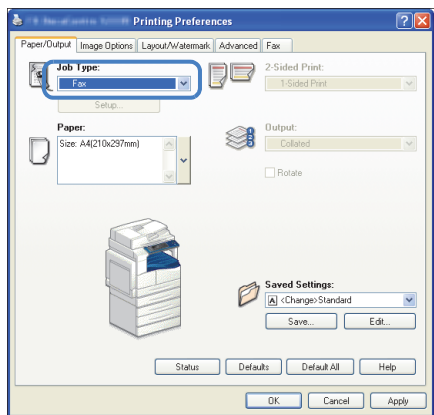 Printing Preferences
Paper/Output Image Options Layout/Watermark Advanced Fax
Job Type:
Fax
Setup...
2-Sided Print:
1-Sided Print
Paper:
Size: A4(210x297mm)
Output:
Collated
Rotate
Saved Settings:
A <Change>Standard
Save... Edit...
Status Defaults Default All Help
OK Cancel Apply